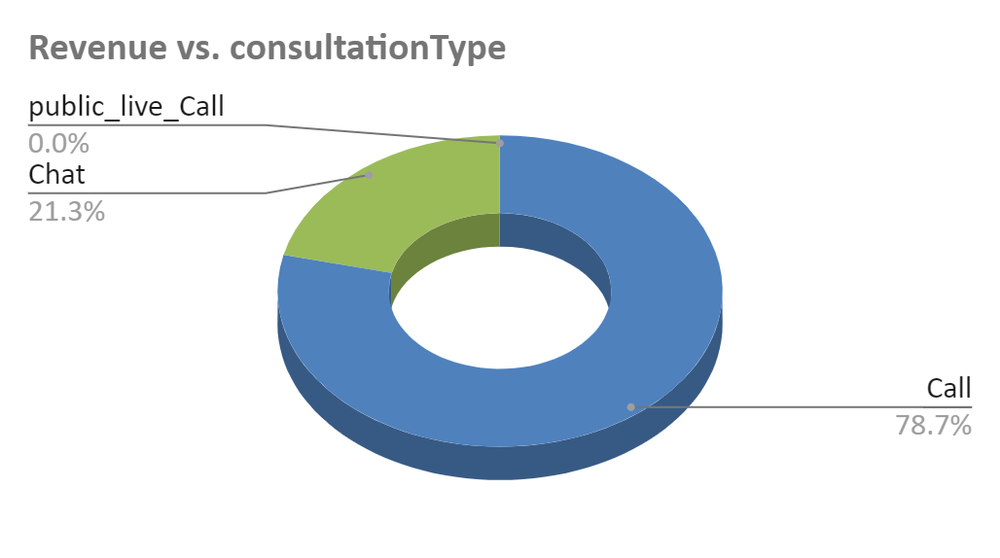 Revenue vs. consultationType
public_live_Call
0.0%
Chat
21.3%
Call
78.7%